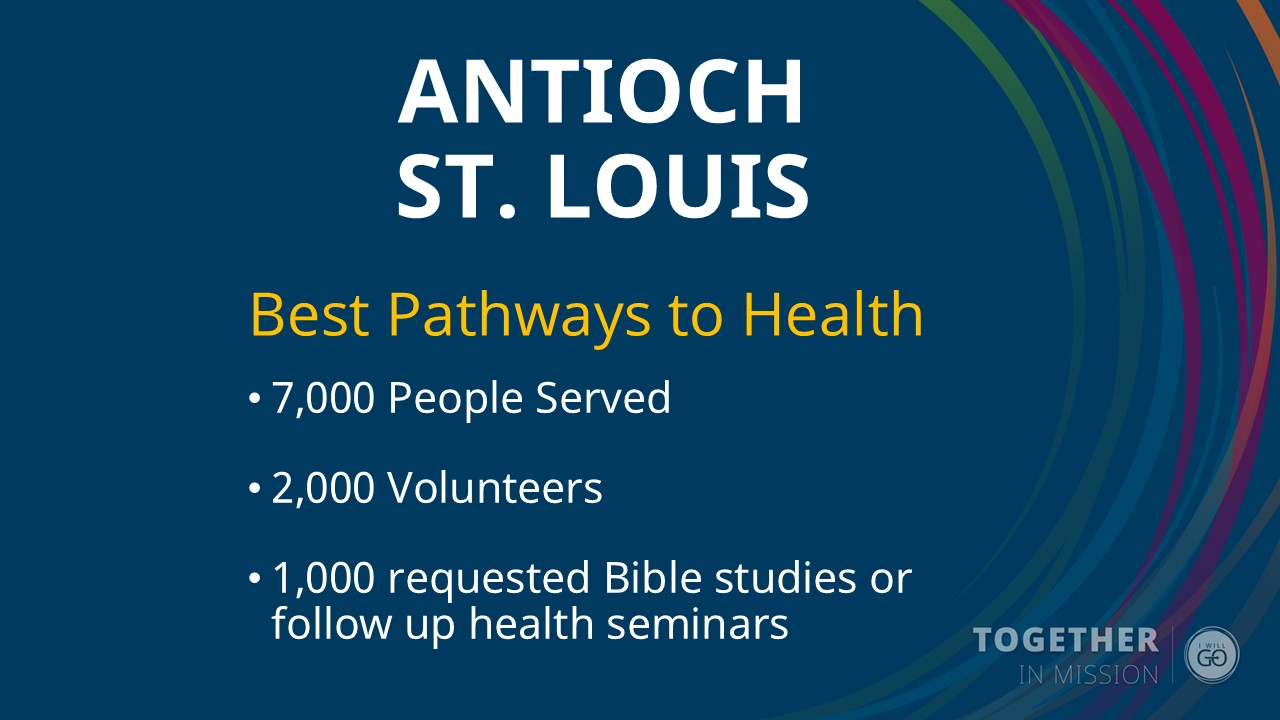 ANTIOCH
ST. LOUIS
Best Pathways to Health
• 7,000 People Served
• 2,000 Volunteers
• 1,000 requested Bible studies or
follow up health seminars
TOGETHER
IN MISSION
I WILL
GO